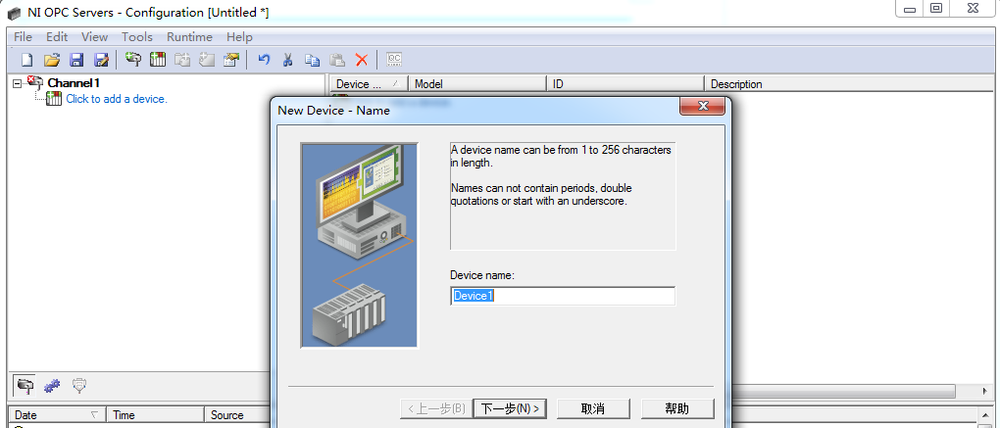 NI OPC Servers - Configuration [Untitled *]
File Edit View Tools Runtime Help
Channel1
Click to add a device.
Device ... Model ID Description
New Device - Name
A device name can be from 1 to 256 characters
in length.
Names can not contain periods, double
quotations or start with an underscore.
Device name:
Device1
< 上一步(B) 下一步(N) > 取消 帮助
Date Time Source